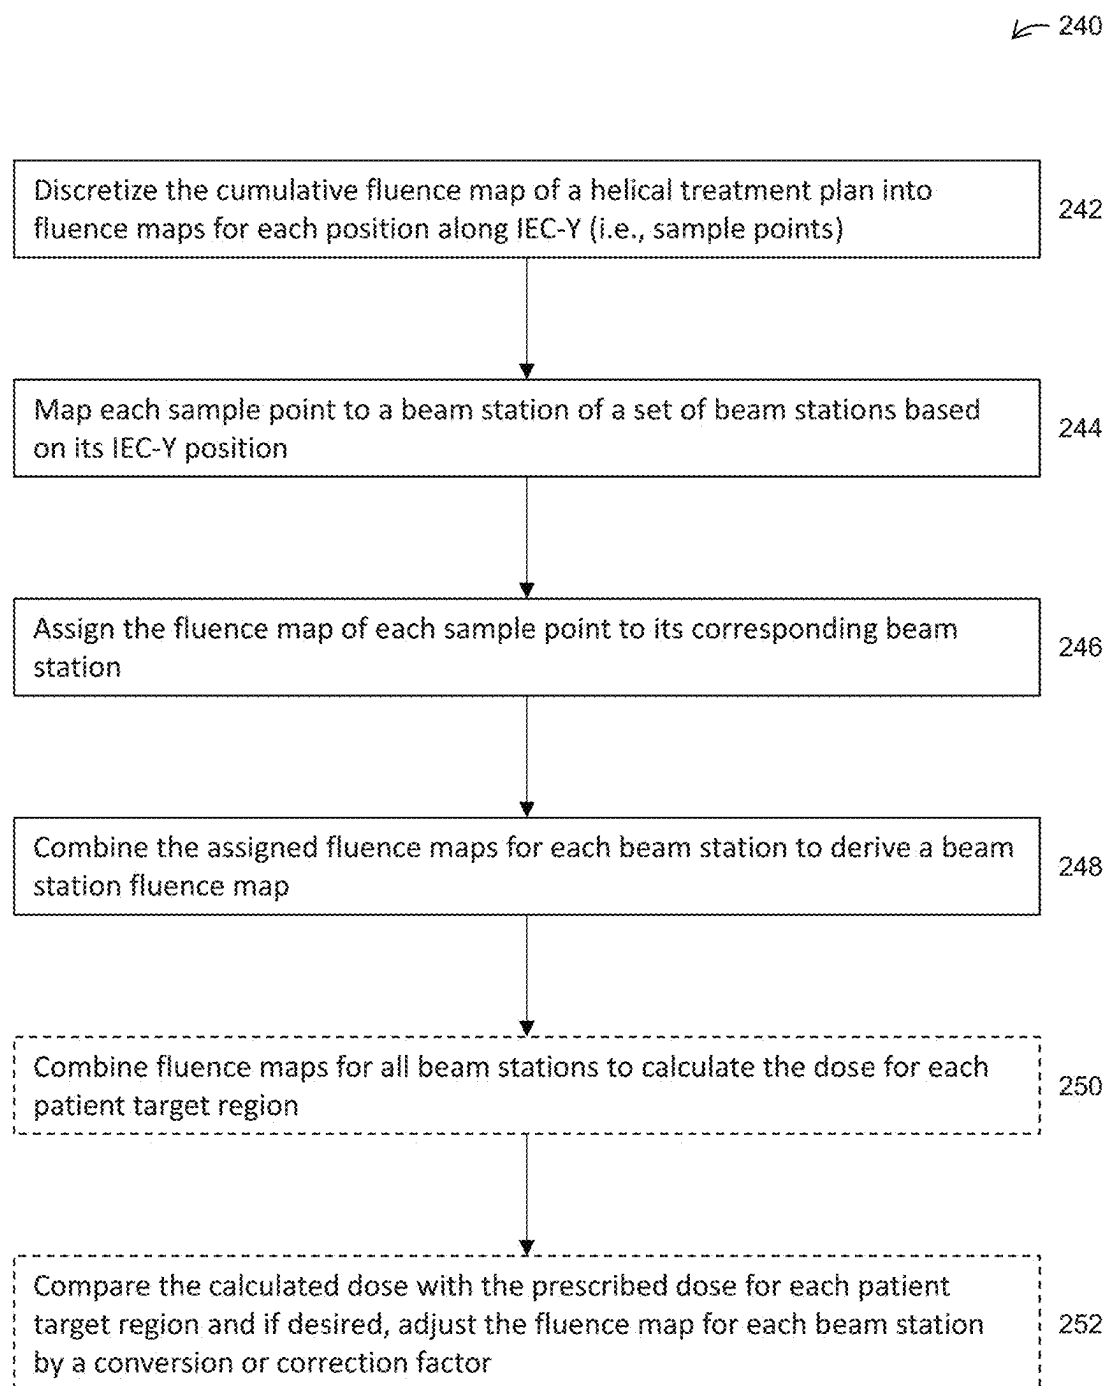 240
Discretize the cumulative fluence map of a helical treatment plan into
fluence maps for each position along IEC-Y (i.e., sample points)
242
Map each sample point to a beam station of a set of beam stations based
on its IEC-Y position
244
Assign the fluence map of each sample point to its corresponding beam
station
246
Combine the assigned fluence maps for each beam station to derive a beam
station fluence map
248
Combine fluence maps for all beam stations to calculate the dose for each
patient target region
250
Compare the calculated dose with the prescribed dose for each patient
target region and if desired, adjust the fluence map for each beam station
by a conversion or correction factor
252